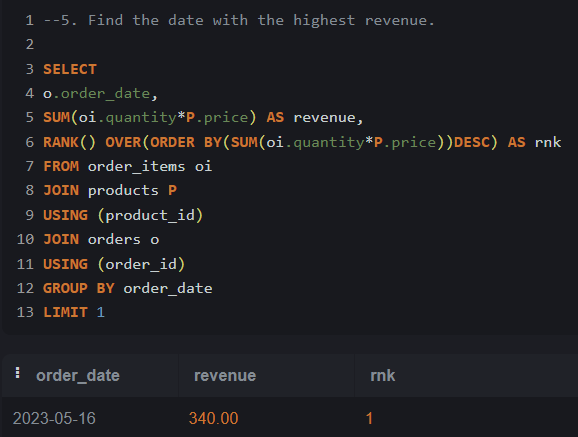 1 --5. Find the date with the highest revenue.
2
3 SELECT
4 o.order_date,
5 SUM(oi.quantity*P.price) AS revenue,
6 RANK() OVER(ORDER BY(SUM(oi.quantity*P.price))DESC) AS rnk
7 FROM order_items oi
8 JOIN products P
9 USING (product_id)
10 JOIN orders o
11 USING (order_id)
12 GROUP BY order_date
13 LIMIT 1
order_date revenue rnk
2023-05-16 340.00 1